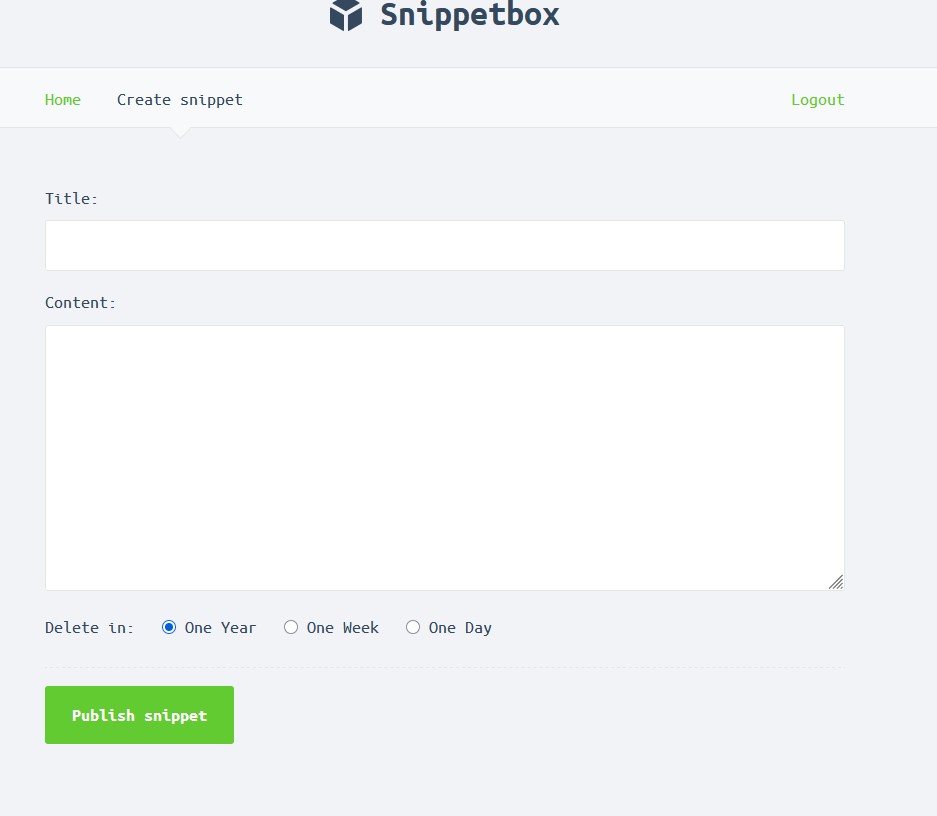 Snippetbox
Home Create snippet Logout
Title:
Content:
Delete in: One Year One Week One Day
Publish snippet